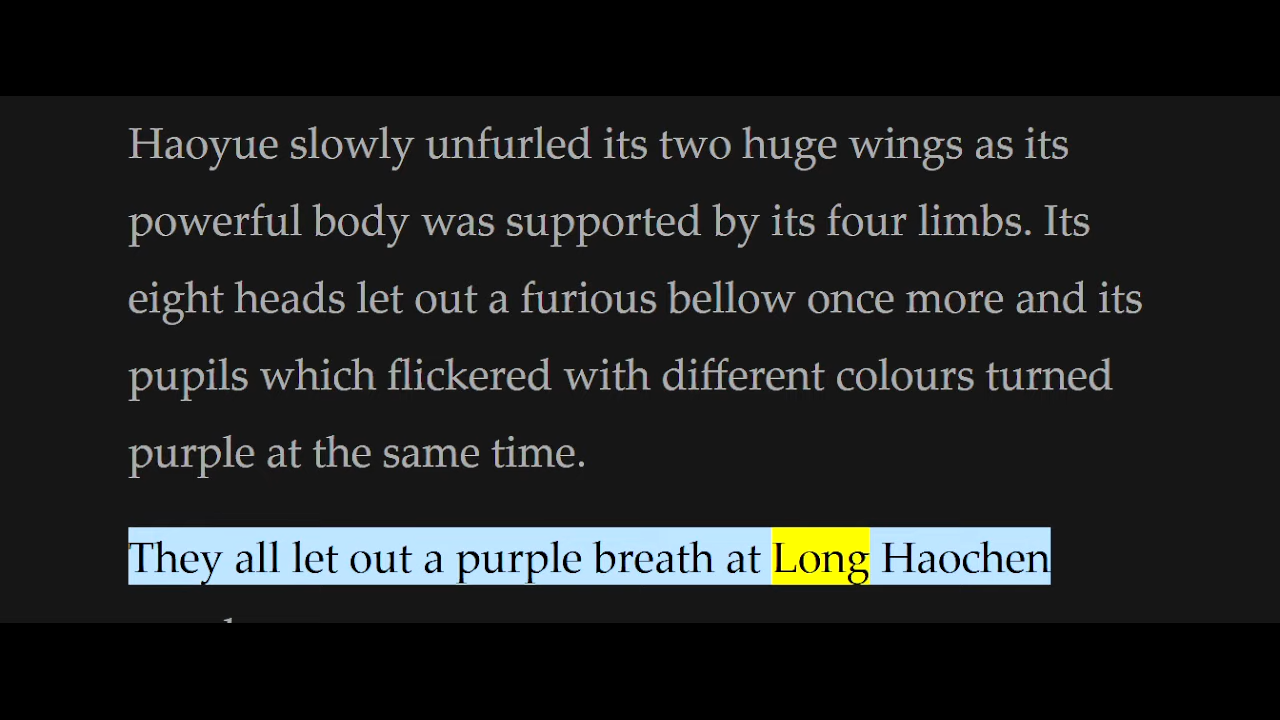 Haoyue slowly unfurled its two huge wings as its
powerful body was supported by its four limbs. Its
eight heads let out a furious bellow once more and its
pupils which flickered with different colours turned
purple at the same time.
They all let out a purple breath at Long Haochen